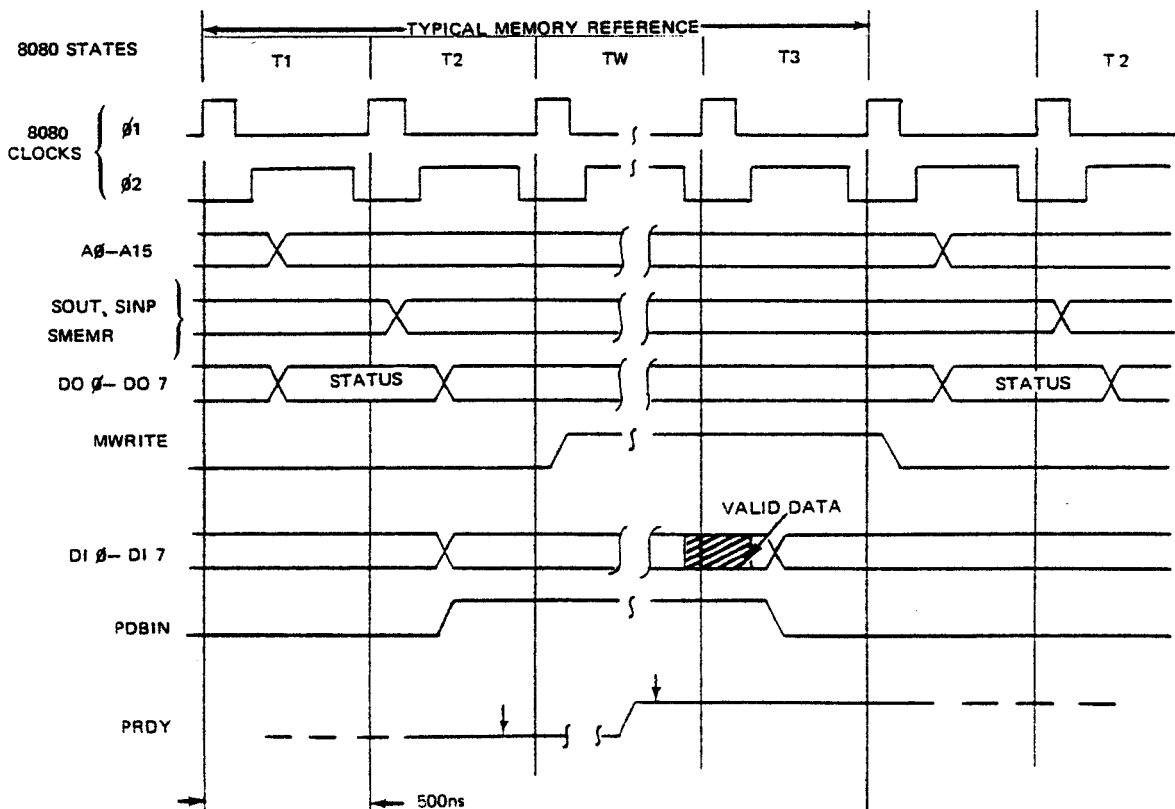 TYPICAL MEMORY REFERENCE
8080 STATES
T1 T2 TW T3 T2
8080 CLOCKS
ø1
ø2
Aø–A15
SOUT, SINP
SMEMR
DO ø– DO 7
STATUS STATUS
MWRITE
VALID DATA
DI ø– DI 7
PDBIN
PRDY
500ns